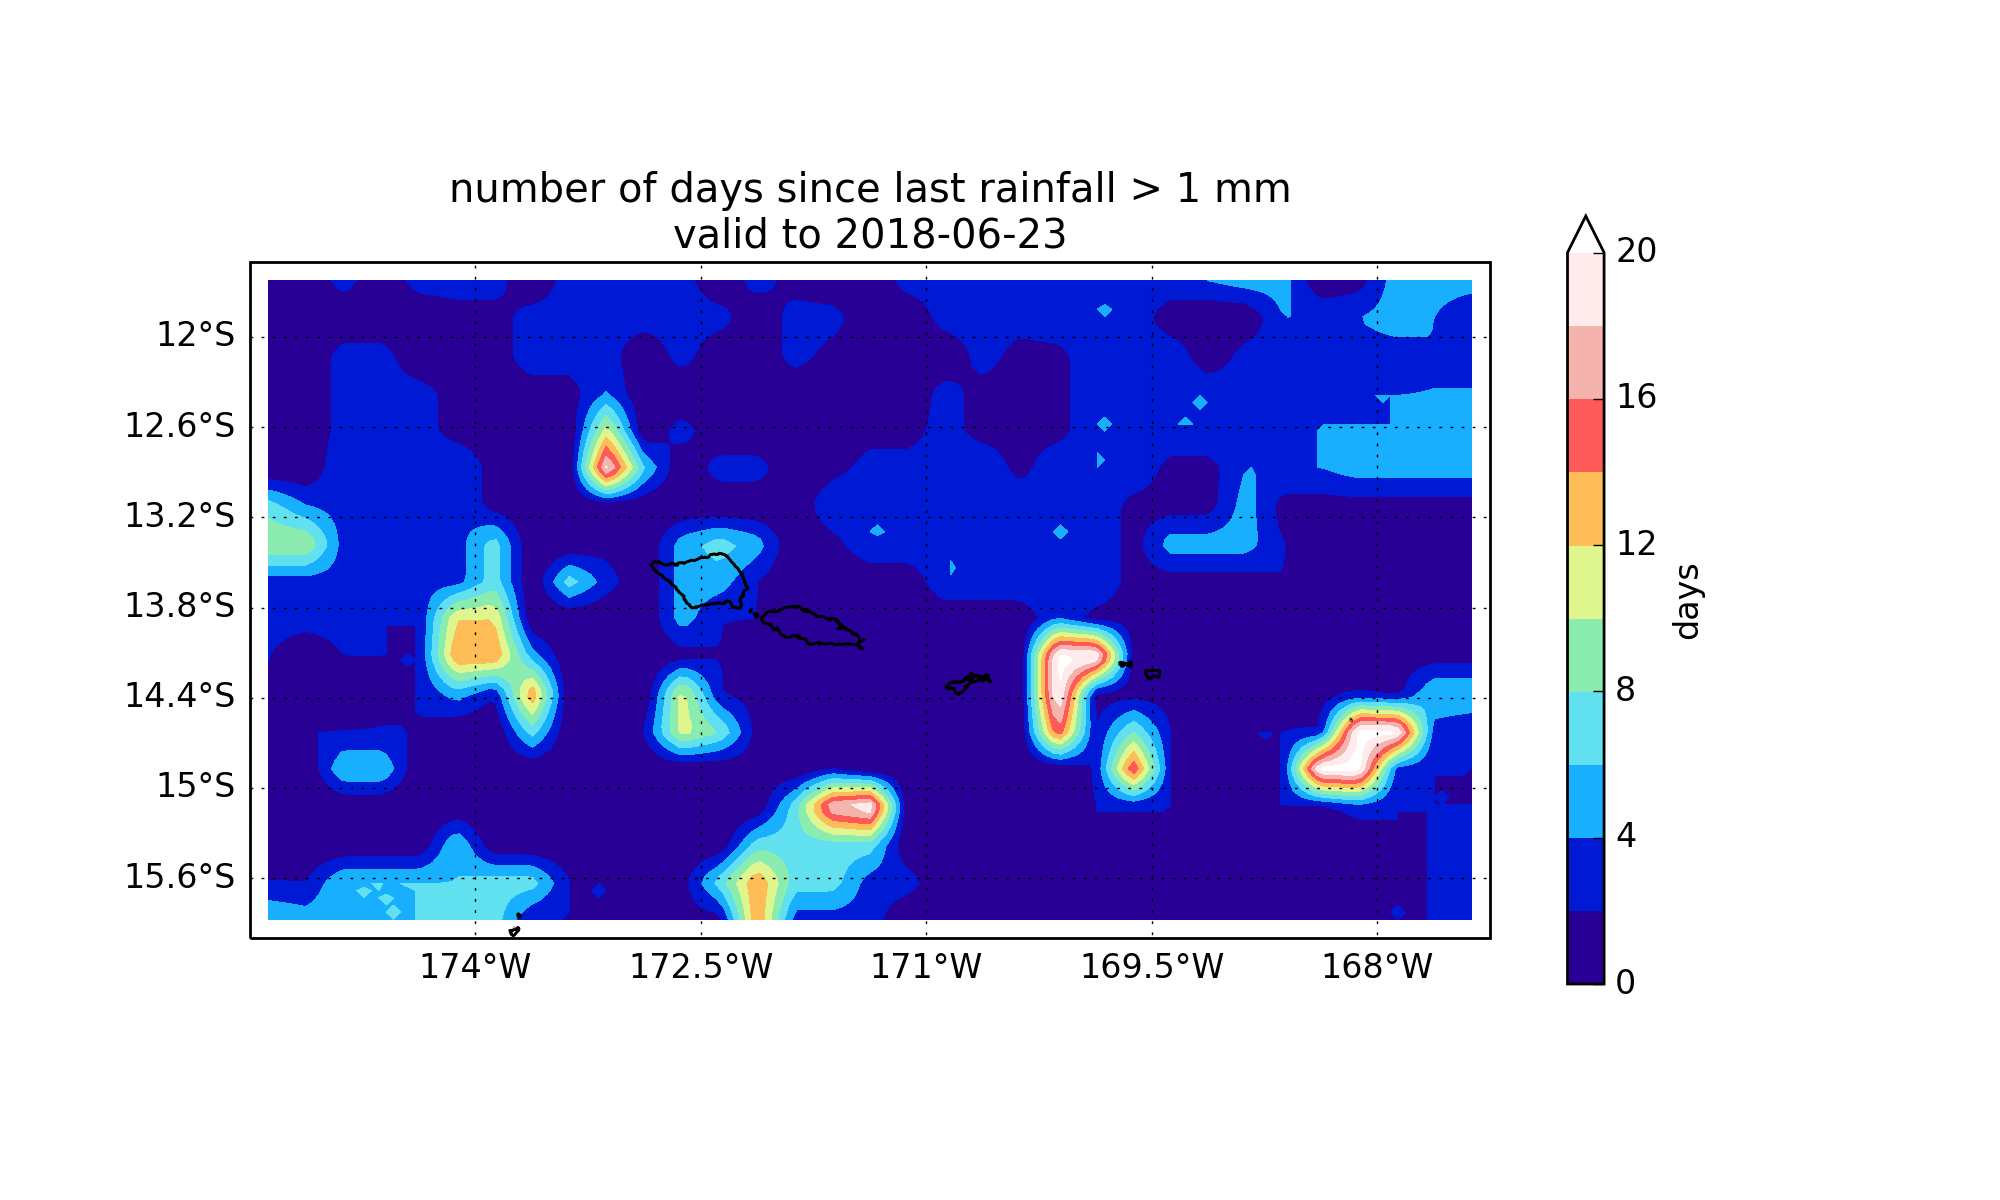 number of days since last rainfall > 1 mm
valid to 2018-06-23
12°S
12.6°S
13.2°S
13.8°S
14.4°S
15°S
15.6°S
174°W
172.5°W
171°W
169.5°W
168°W
20
16
12
8
4
0
days